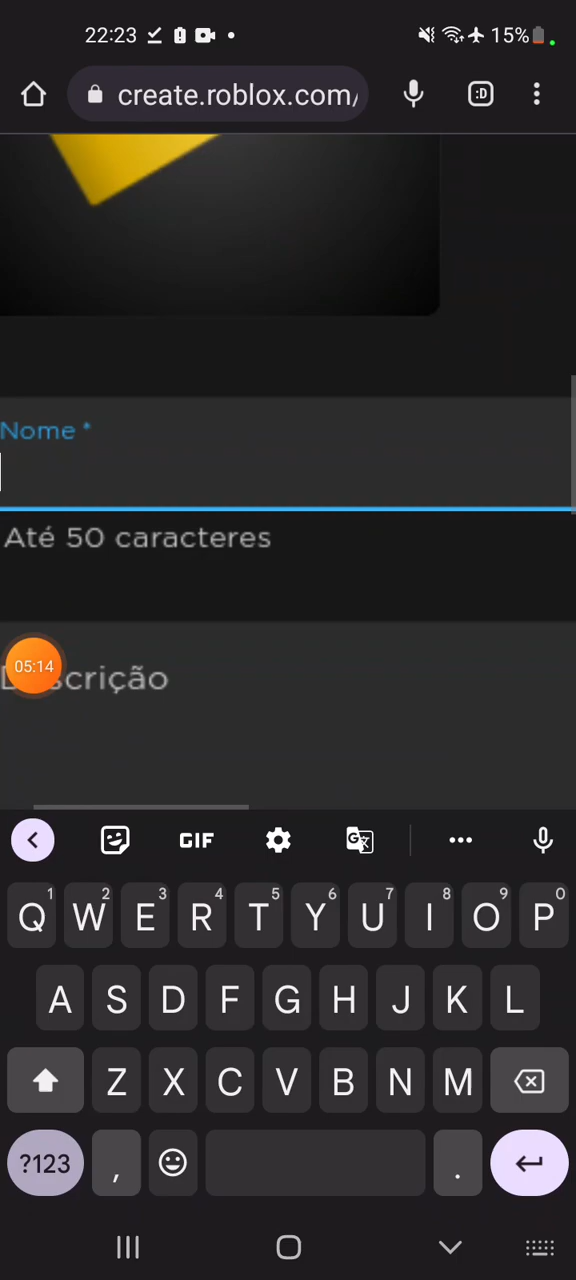 22:23 15%
create.roblox.com/ :D
Nome *
Até 50 caracteres
05:14
scrição
GIF
1 2 3 4 5 6 7 8 9 0
Q W E R T Y U I O P
A S D F G H J K L
Z X C V B N M
?123 , .